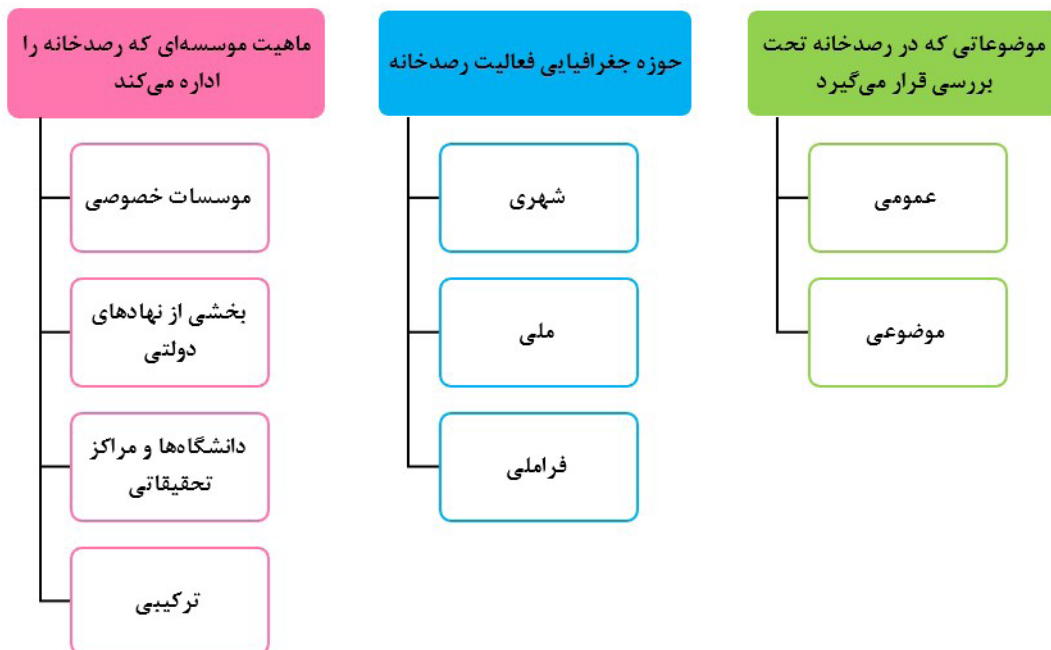 موضوعاتی که در رصدخانه تحت
بررسی قرار می‌گیرد
عمومی
موضوعی
حوزه جغرافیایی فعالیت رصدخانه
شهری
ملی
فراملی
ماهیت موسسه‌ای که رصدخانه را
اداره می‌کند
موسسات خصوصی
بخشی از نهادهای
دولتی
دانشگاه‌ها و مراکز
تحقیقاتی
ترکیبی